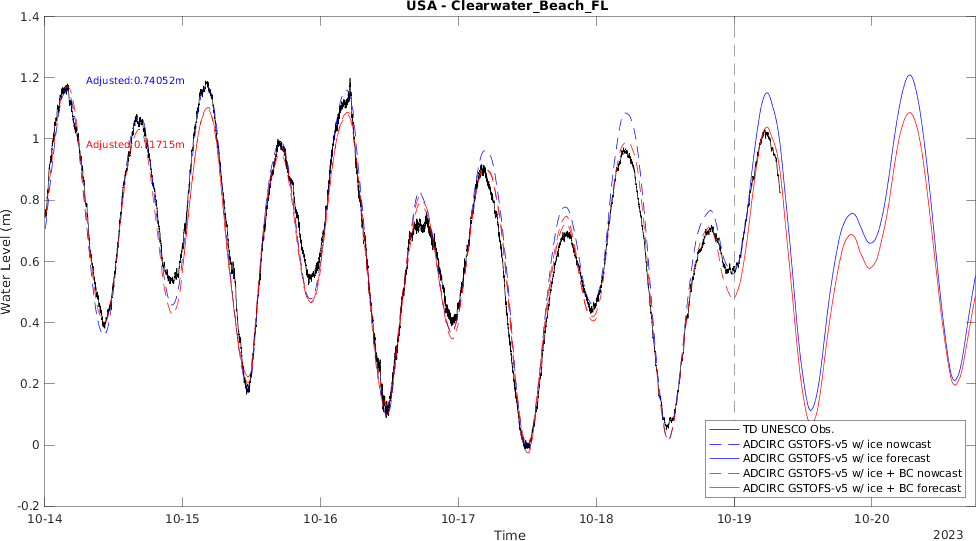 USA - Clearwater_Beach_FL
1.4
1.2
1
0.8
0.6
0.4
0.2
0
-0.2
Water Level (m)
Adjusted:0.74052m
Adjusted:0.71715m
TD UNESCO Obs.
ADCIRC GSTOFS-v5 w/ ice nowcast
ADCIRC GSTOFS-v5 w/ ice forecast
ADCIRC GSTOFS-v5 w/ ice + BC nowcast
ADCIRC GSTOFS-v5 w/ ice + BC forecast
10-14 10-15 10-16 10-17 10-18 10-19 10-20
Time
2023